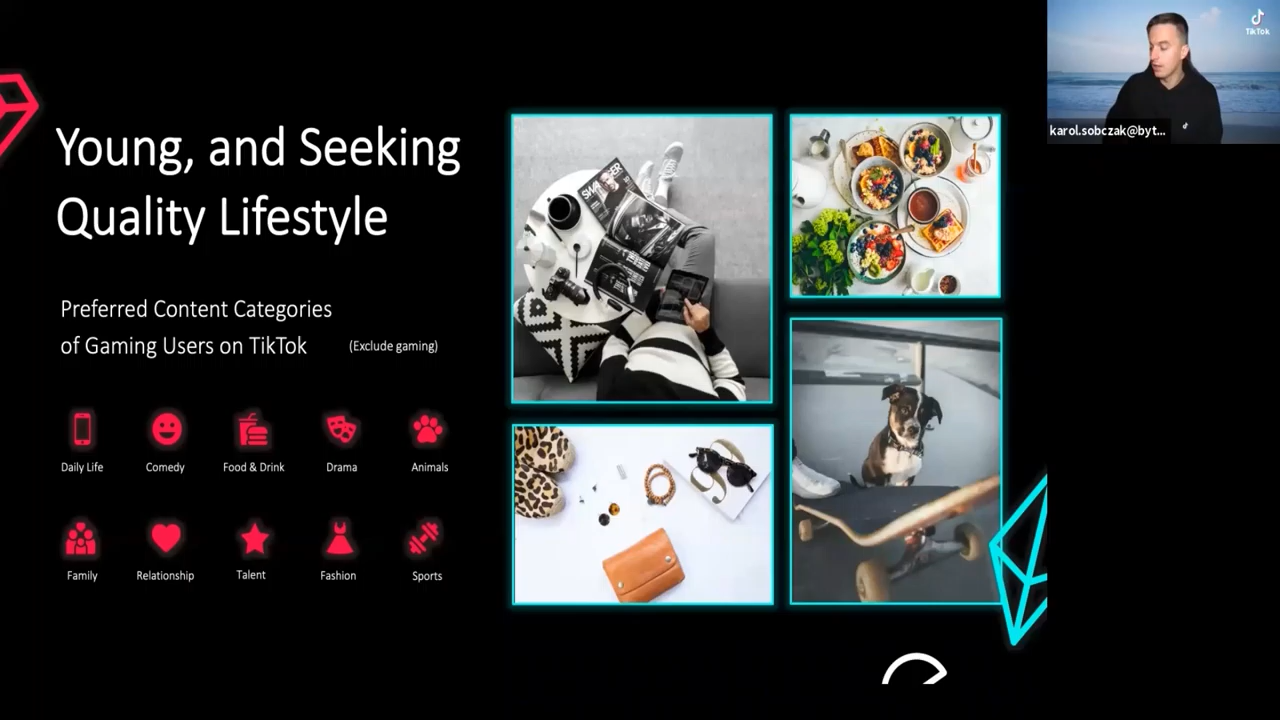 Young, and Seeking
Quality Lifestyle
Preferred Content Categories
of Gaming Users on TikTok (Exclude gaming)
Daily Life Comedy Food & Drink Drama Animals
Family Relationship Talent Fashion Sports
TikTok
karol.sobczak@byt...